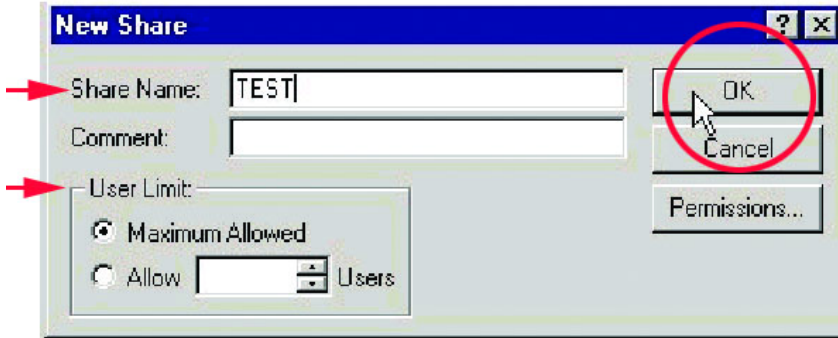 New Share
Share Name: TEST
OK
Comment:
Cancel
User Limit:
Permissions...
Maximum Allowed
Allow Users